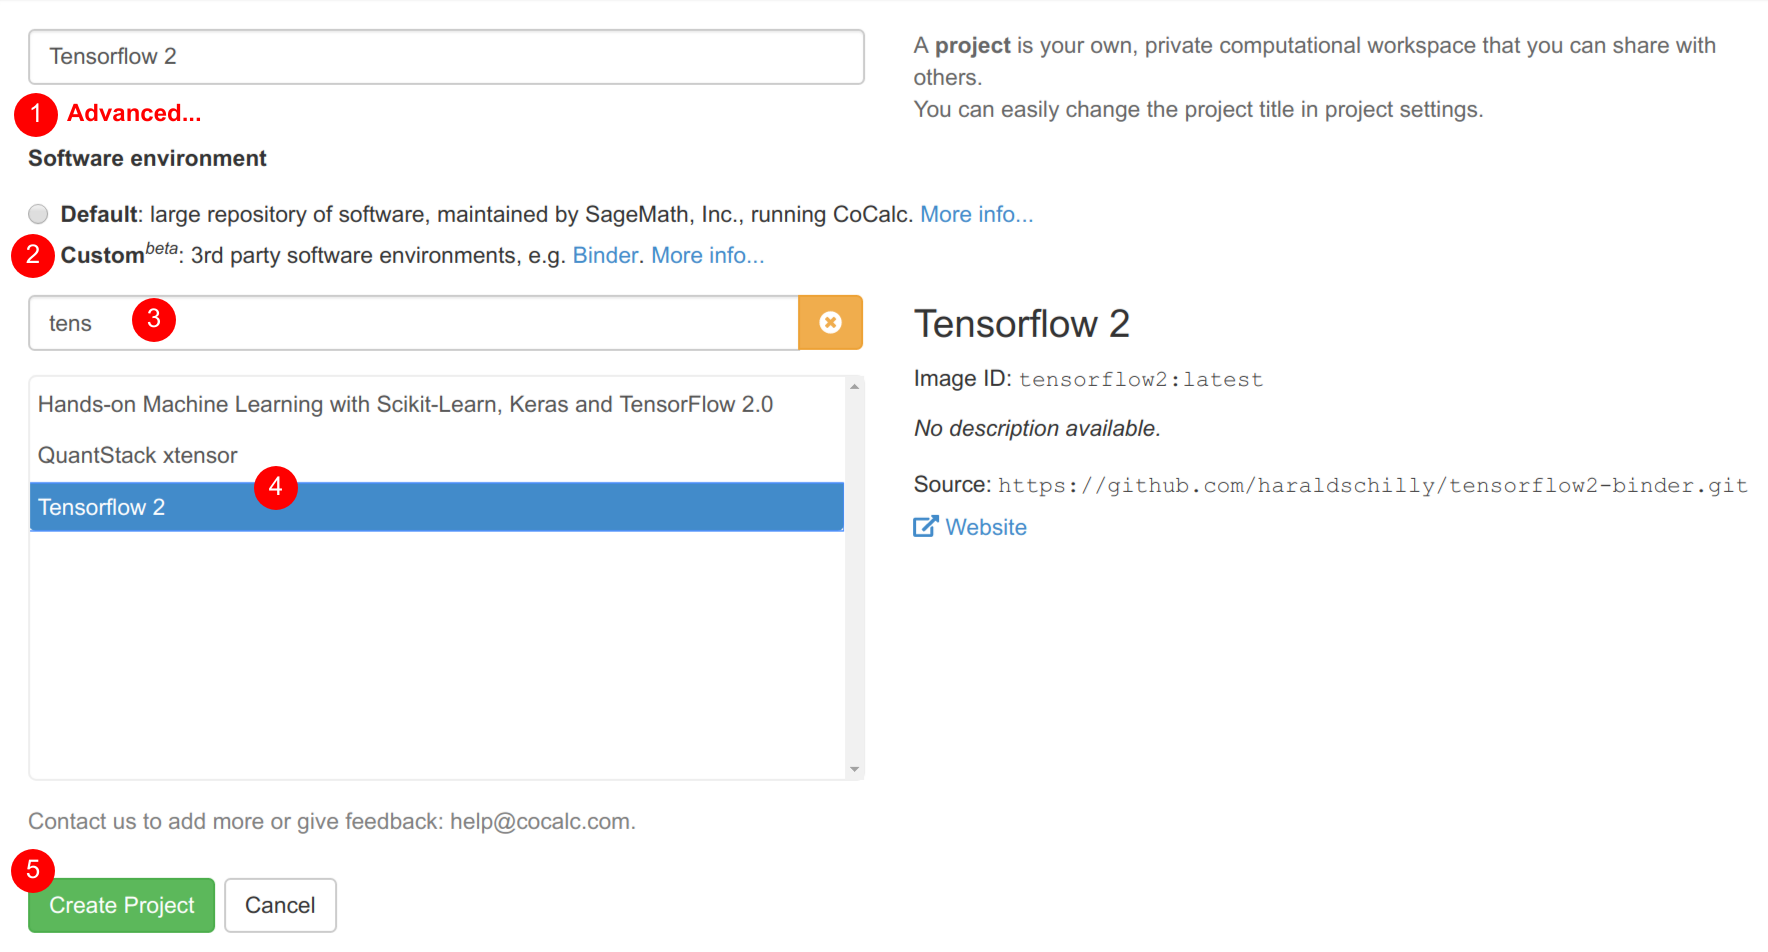 Tensorflow 2
A project is your own, private computational workspace that you can share with
others.
You can easily change the project title in project settings.
1 Advanced...
Software environment
Default: large repository of software, maintained by SageMath, Inc., running CoCalc. More info...
2 Custom beta: 3rd party software environments, e.g. Binder. More info...
tens 3
Hands-on Machine Learning with Scikit-Learn, Keras and TensorFlow 2.0
QuantStack xtensor
4
Tensorflow 2
Tensorflow 2
Image ID: tensorflow2:latest
No description available.
Source: https://github.com/haraldschilly/tensorflow2-binder.git
Website
Contact us to add more or give feedback: help@cocalc.com.
5
Create Project Cancel